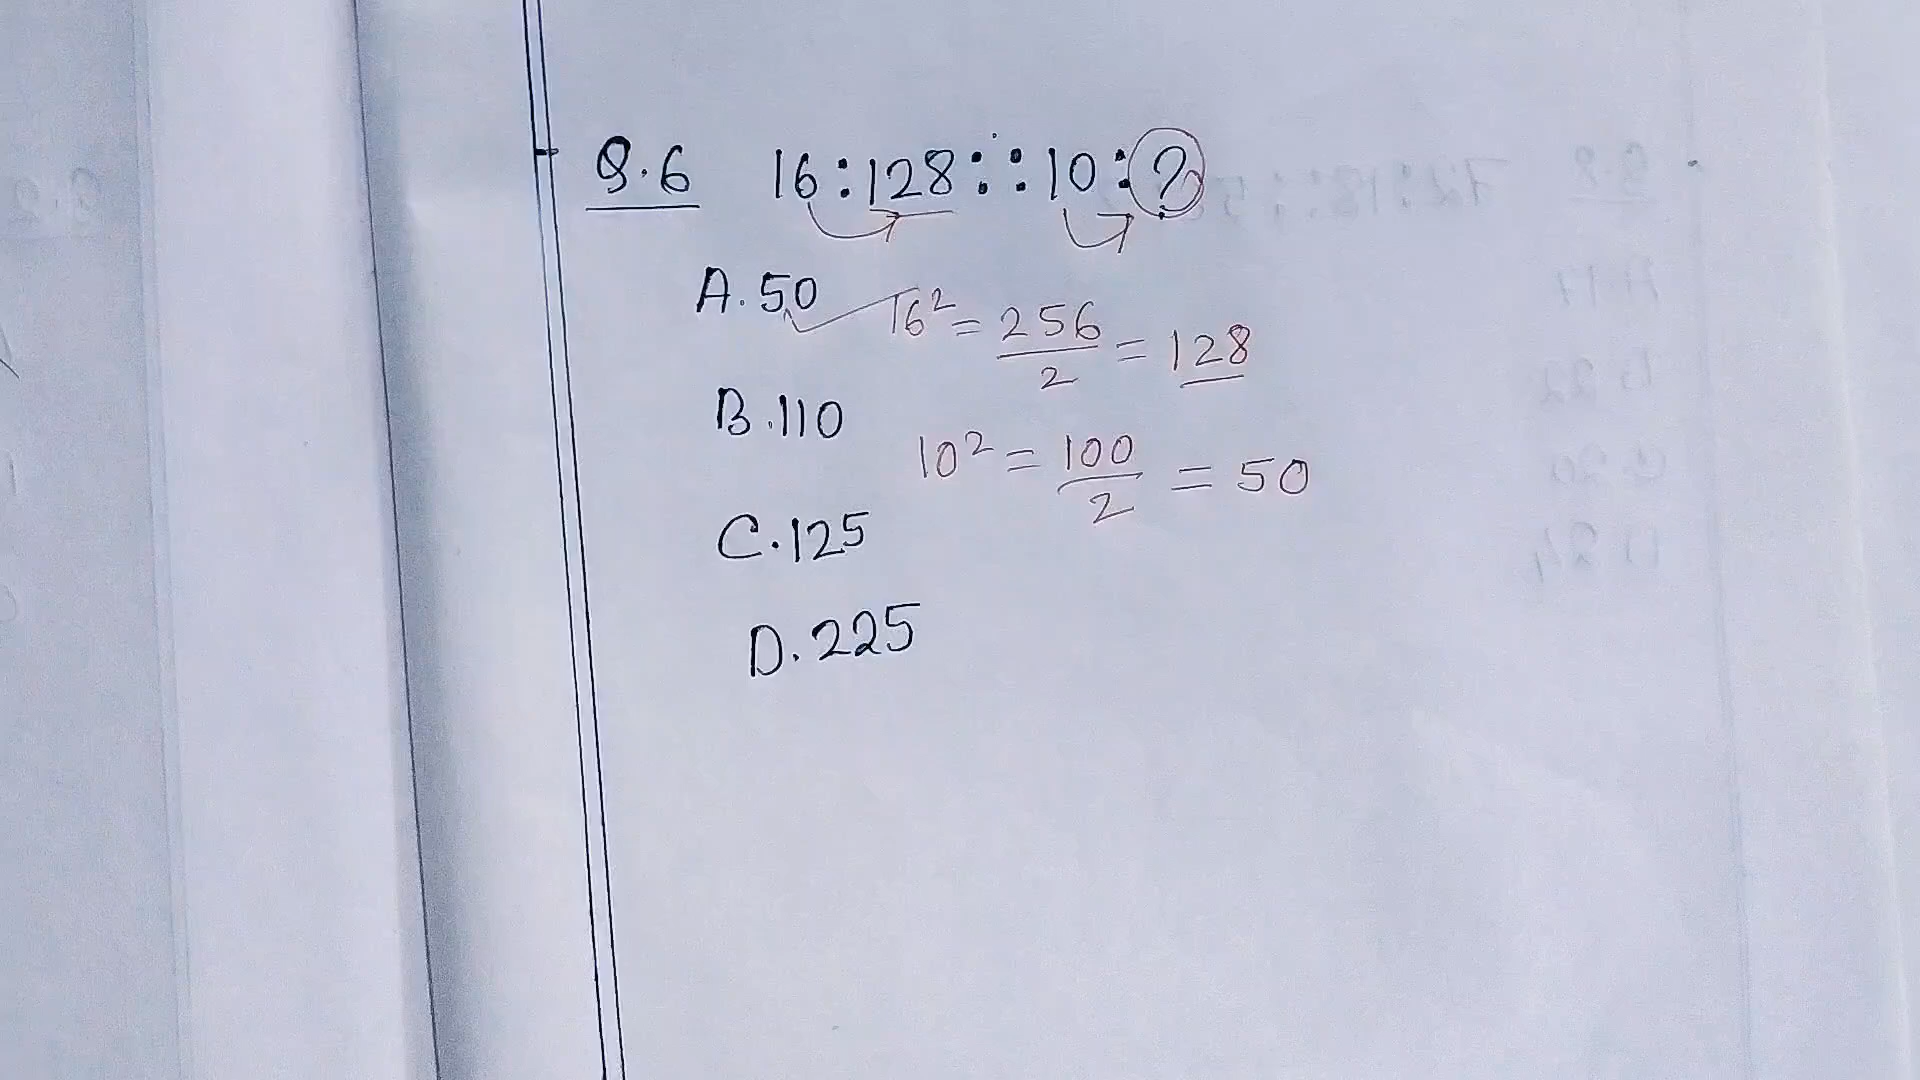 Q.6 16:128::10:?
A.50
16² = 256/2 = 128
B.110
10² = 100/2 = 50
C.125
D.225